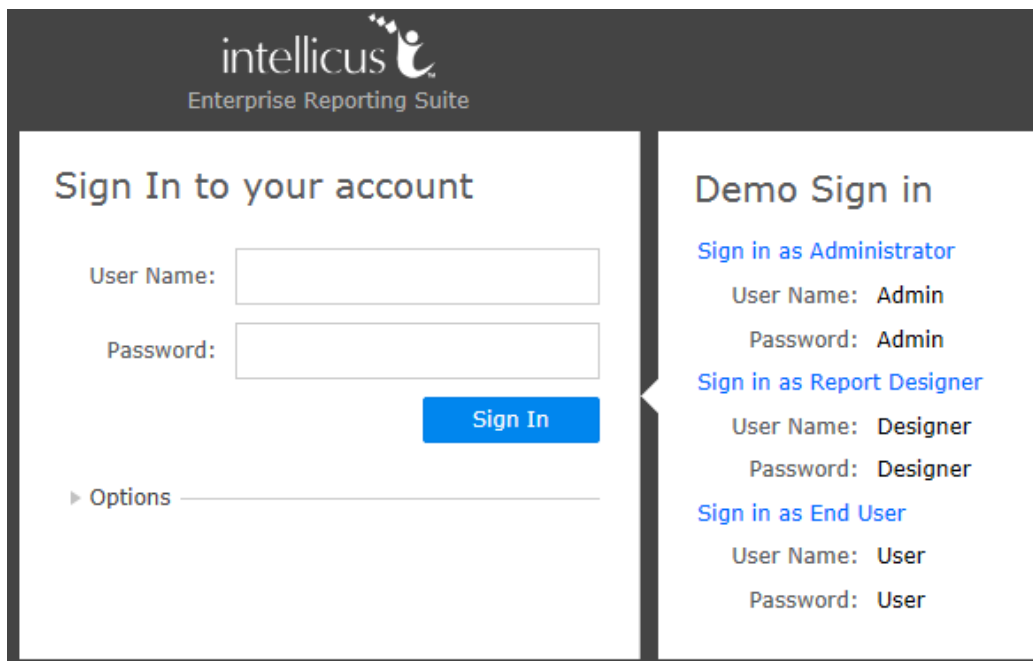 intellicus
Enterprise Reporting Suite
Sign In to your account
User Name:
Password:
Sign In
Options
Demo Sign in
Sign in as Administrator
User Name: Admin
Password: Admin
Sign in as Report Designer
User Name: Designer
Password: Designer
Sign in as End User
User Name: User
Password: User